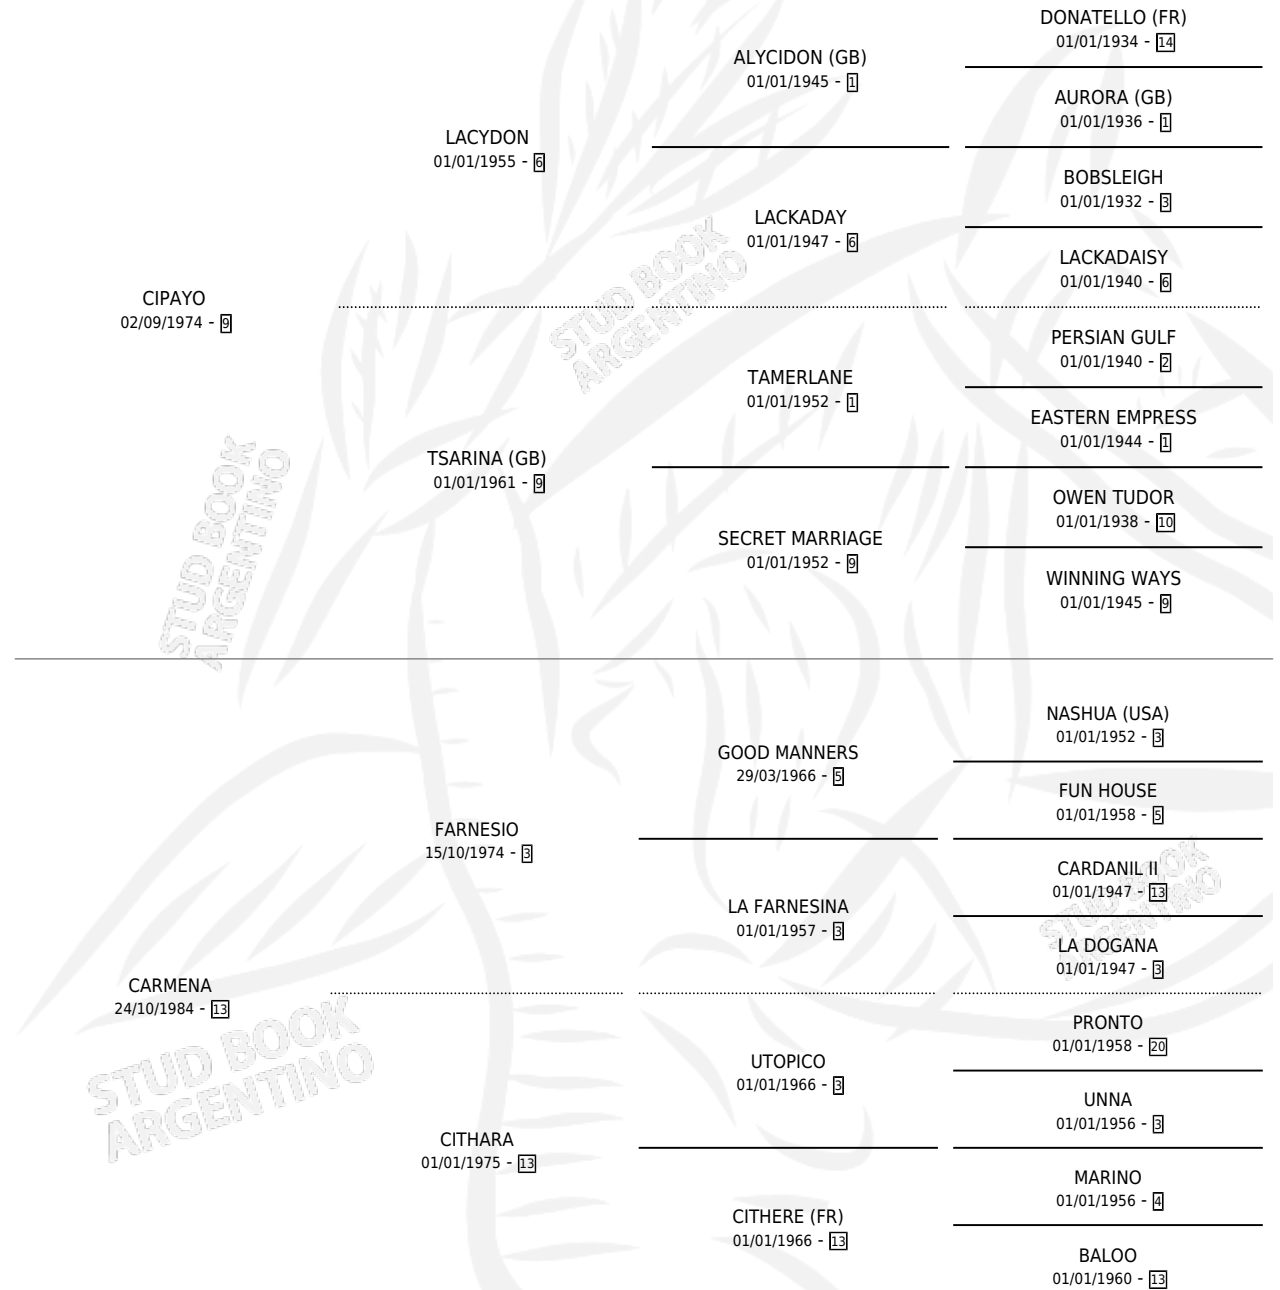 DONATELLO (FR)
01/01/1934 - 14
ALYCIDON (GB)
01/01/1945 - 1
AURORA (GB)
01/01/1936 - 1
LACYDON
01/01/1955 - 6
BOBSLEIGH
01/01/1932 - 3
LACKADAY
01/01/1947 - 6
LACKADAISY
01/01/1940 - 6
CIPAYO
02/09/1974 - 9
PERSIAN GULF
01/01/1940 - 2
TAMERLANE
01/01/1952 - 1
EASTERN EMPRESS
01/01/1944 - 1
TSARINA (GB)
01/01/1961 - 9
OWEN TUDOR
01/01/1938 - 10
SECRET MARRIAGE
01/01/1952 - 9
WINNING WAYS
01/01/1945 - 9
NASHUA (USA)
01/01/1952 - 3
GOOD MANNERS
29/03/1966 - 5
FUN HOUSE
01/01/1958 - 5
FARNESIO
15/10/1974 - 3
CARDANIL II
01/01/1947 - 13
LA FARNESINA
01/01/1957 - 3
LA DOGANA
01/01/1947 - 3
CARMENA
24/10/1984 - 13
PRONTO
01/01/1958 - 20
UTOPICO
01/01/1966 - 3
UNNA
01/01/1956 - 3
CITHARA
01/01/1975 - 13
MARINO
01/01/1956 - 4
CITHERE (FR)
01/01/1966 - 13
BALOO
01/01/1960 - 13
STUD BOOK
ARGENTINO
STUD BOOK
ARGENTINO
STUD BOOK
ARGENTINO
STUD BOOK
ARGENTINO